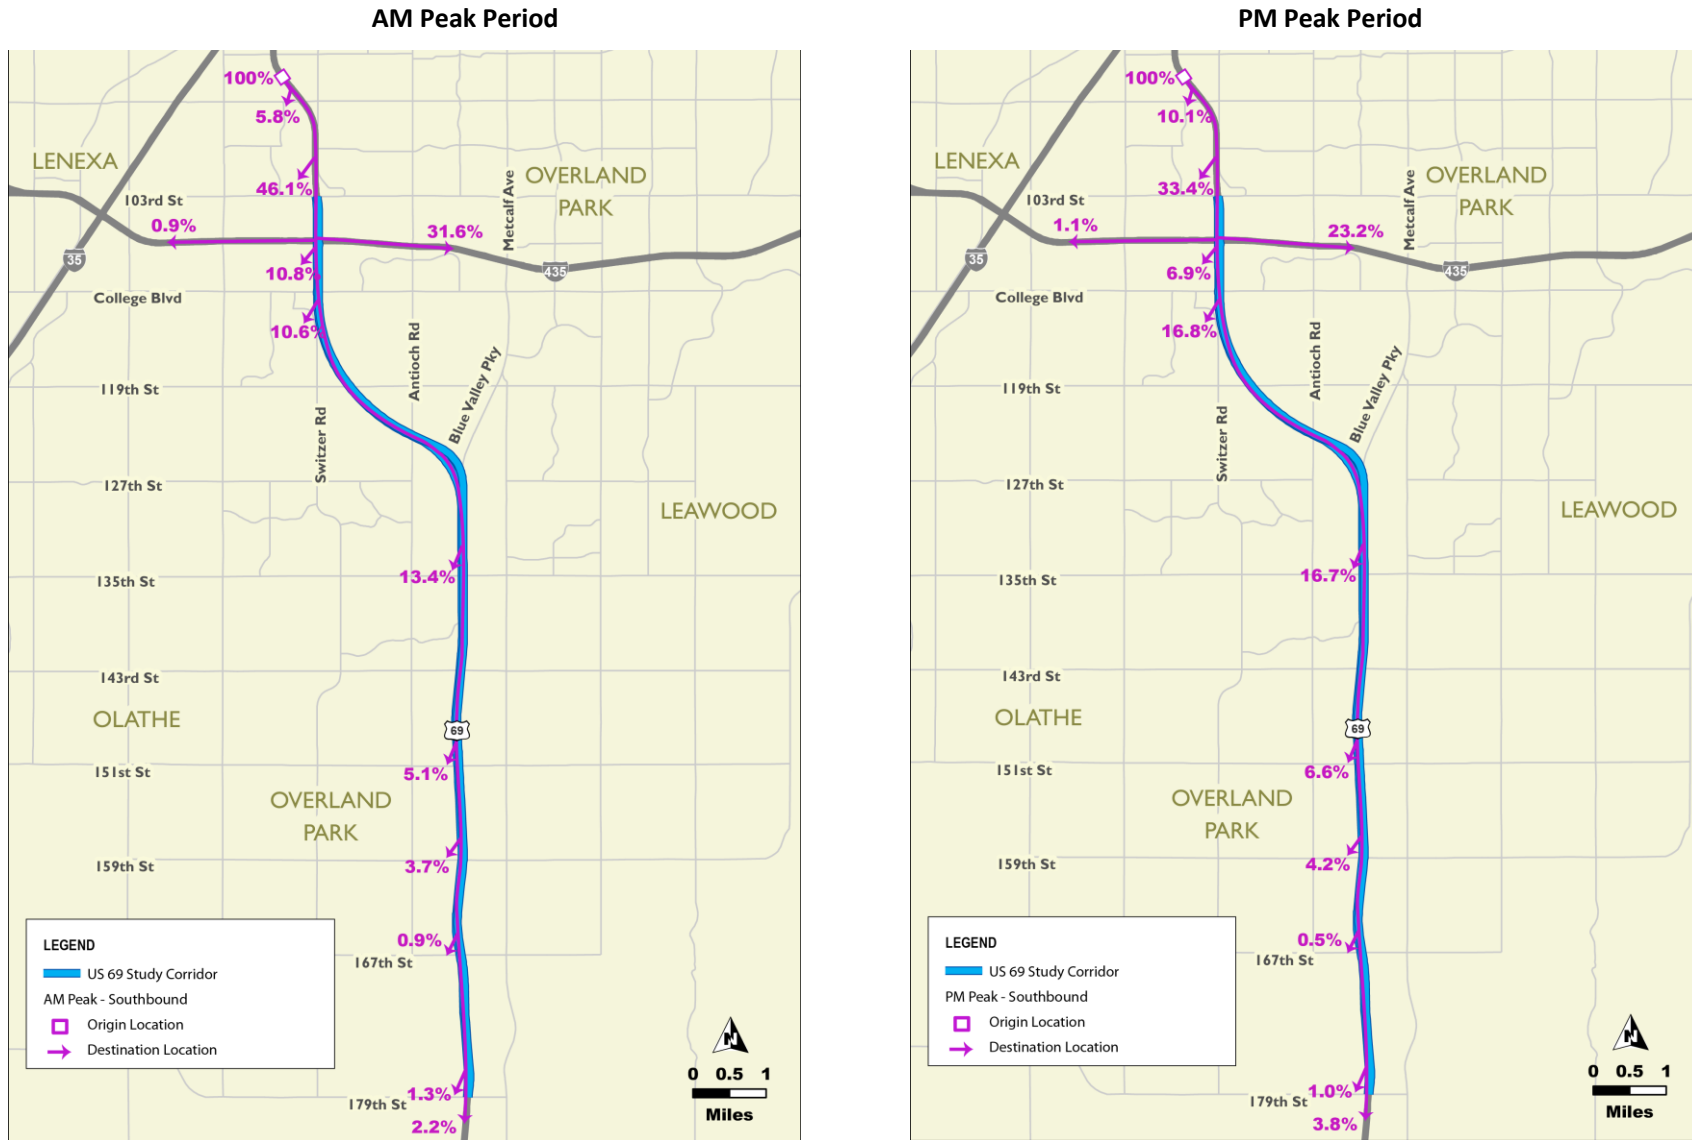 AM Peak Period
100%
5.8%
LENEXA
46.1%
OVERLAND
PARK
Metcalf Ave
103rd St
0.9%
31.6%
35
10.8%
435
College Blvd
10.6%
Antioch Rd
Blue Valley Pky
119th St
Switzer Rd
127th St
LEAWOOD
13.4%
135th St
143rd St
OLATHE
69
5.1%
151st St
OVERLAND
PARK
3.7%
159th St
0.9%
167th St
LEGEND
US 69 Study Corridor
AM Peak - Southbound
Origin Location
Destination Location
N
0 0.5 1
Miles
1.3%
179th St
2.2%
PM Peak Period
100%
10.1%
LENEXA
33.4%
OVERLAND
PARK
Metcalf Ave
103rd St
1.1%
23.2%
35
6.9%
435
College Blvd
16.8%
Antioch Rd
Blue Valley Pky
119th St
Switzer Rd
127th St
LEAWOOD
16.7%
135th St
143rd St
OLATHE
69
6.6%
151st St
OVERLAND
PARK
4.2%
159th St
0.5%
167th St
LEGEND
US 69 Study Corridor
PM Peak - Southbound
Origin Location
Destination Location
N
0 0.5 1
Miles
1.0%
179th St
3.8%